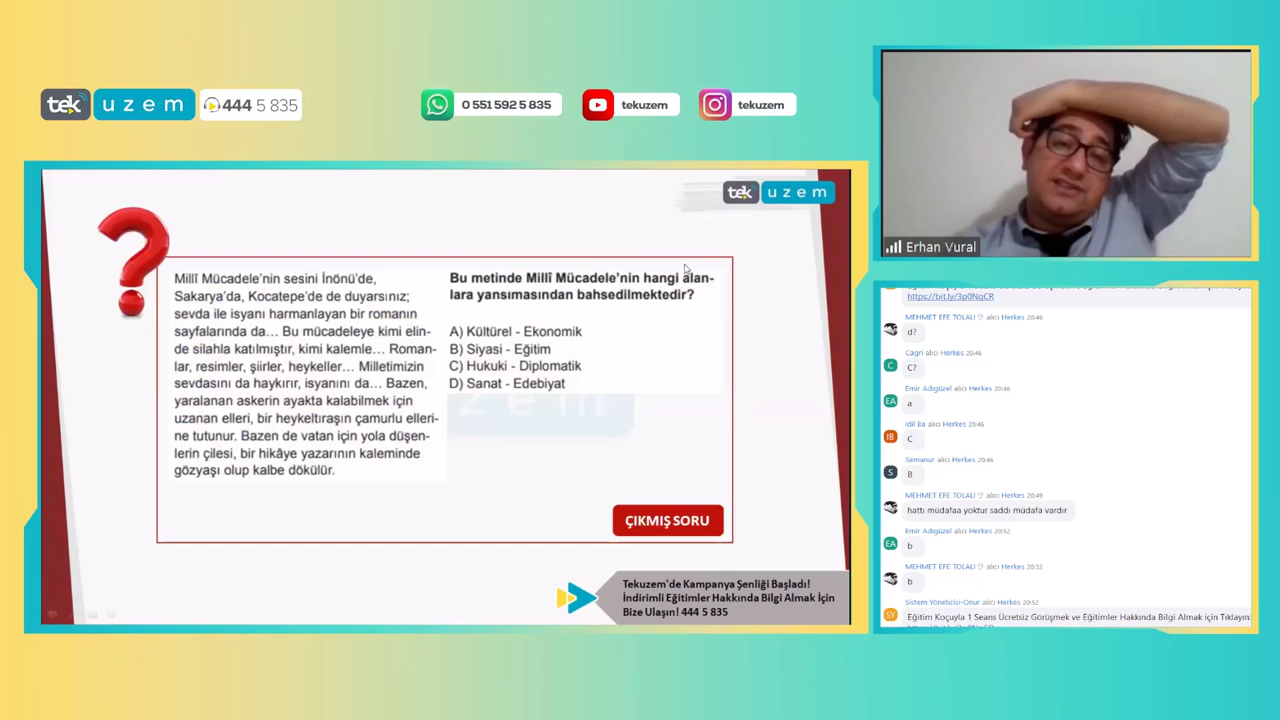 tek uzem 444 5 835
0 551 592 5 835
tekuzem
tekuzem
tek uzem
Millî Mücadele'nin sesini İnönü'de,
Sakarya'da, Kocatepe'de de duyarsınız;
sevda ile isyanı harmanlayan bir romanın
sayfalarında da… Bu mücadeleye kimi elin-
de silahla katılmıştır, kimi kalemle… Roman-
lar, resimler, şiirler, heykeller… Milletimizin
sevdasını da haykırır, isyanını da… Bazen,
yaralanan askerin ayakta kalabilmek için
uzanan elleri, bir heykeltıraşın çamurlu elleri-
ne tutunur. Bazen de vatan için yola düşen-
lerin çilesi, bir hikâye yazarının kaleminde
gözyaşı olup kalbe dökülür.
Bu metinde Millî Mücadele'nin hangi alan-
lara yansımasından bahsedilmektedir?
A) Kültürel - Ekonomik
B) Siyasi - Eğitim
C) Hukuki - Diplomatik
D) Sanat - Edebiyat
ÇIKMIŞ SORU
Tekuzem'de Kampanya Şenliği Başladı!
İndirimli Eğitimler Hakkında Bilgi Almak İçin
Bize Ulaşın! 444 5 835
Erhan Vural
https://bit.ly/3p0NqCR
MEHMET EFE TOLALI ツ alıcı Herkes 20:46
d?
C
Cagrı alıcı Herkes 20:46
C?
Emir Adıgüzel alıcı Herkes 20:46
EA
a
Idil Ba alıcı Herkes 20:46
IB
C
Semanur alıcı Herkes 20:46
S
B
MEHMET EFE TOLALI ツ alıcı Herkes 20:49
hattı müdafaa yoktur saddı müdafa vardır
Emir Adıgüzel alıcı Herkes 20:52
EA
b
MEHMET EFE TOLALI ツ alıcı Herkes 20:52
b
Sistem Yöneticisi-Onur alıcı Herkes 20:52
SY
Eğitim Koçuyla 1 Seans Ücretsiz Görüşmek ve Eğitimler Hakkında Bilgi Almak için Tıklayın: